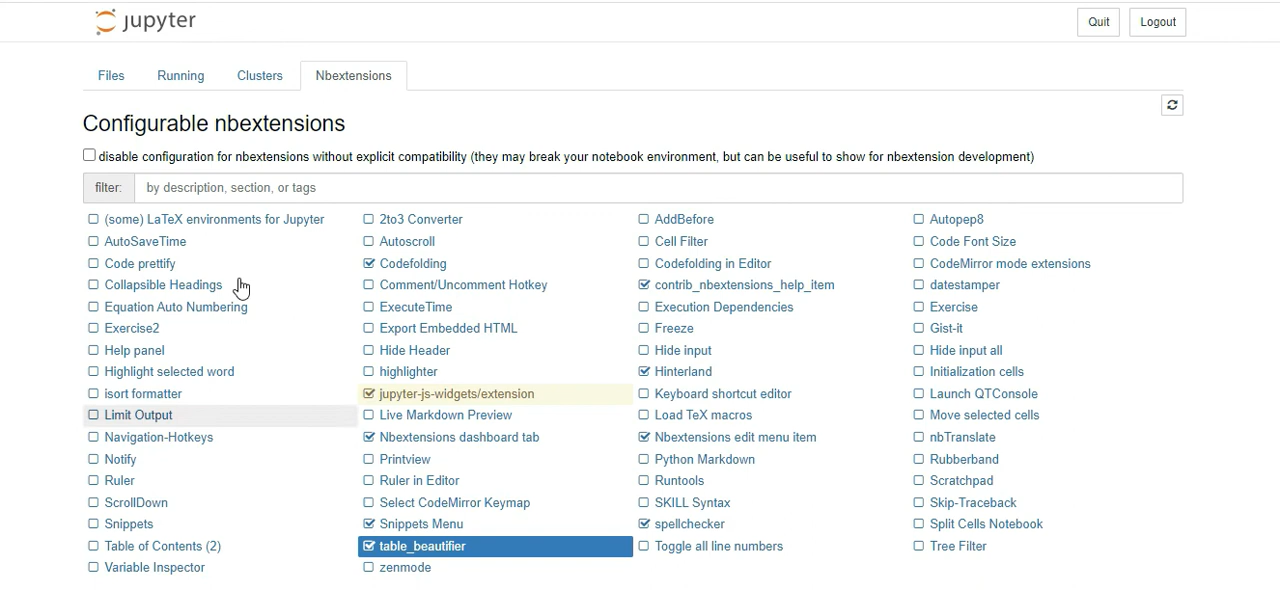 jupyter
Quit Logout
Files Running Clusters Nbextensions
Configurable nbextensions
disable configuration for nbextensions without explicit compatibility (they may break your notebook environment, but can be useful to show for nbextension development)
filter: by description, section, or tags
(some) LaTeX environments for Jupyter 2to3 Converter AddBefore Autopep8
AutoSaveTime Autoscroll Cell Filter Code Font Size
Code prettify Codefolding Codefolding in Editor CodeMirror mode extensions
Collapsible Headings Comment/Uncomment Hotkey contrib_nbextensions_help_item datestamper
Equation Auto Numbering ExecuteTime Execution Dependencies Exercise
Exercise2 Export Embedded HTML Freeze Gist-it
Help panel Hide Header Hide input Hide input all
Highlight selected word highlighter Hinterland Initialization cells
isort formatter jupyter-js-widgets/extension Keyboard shortcut editor Launch QTConsole
Limit Output Live Markdown Preview Load TeX macros Move selected cells
Navigation-Hotkeys Nbextensions dashboard tab Nbextensions edit menu item nbTranslate
Notify Printview Python Markdown Rubberband
Ruler Ruler in Editor Runtools Scratchpad
ScrollDown Select CodeMirror Keymap SKILL Syntax Skip-Traceback
Snippets Snippets Menu spellchecker Split Cells Notebook
Table of Contents (2) table_beautifier Toggle all line numbers Tree Filter
Variable Inspector zenmode